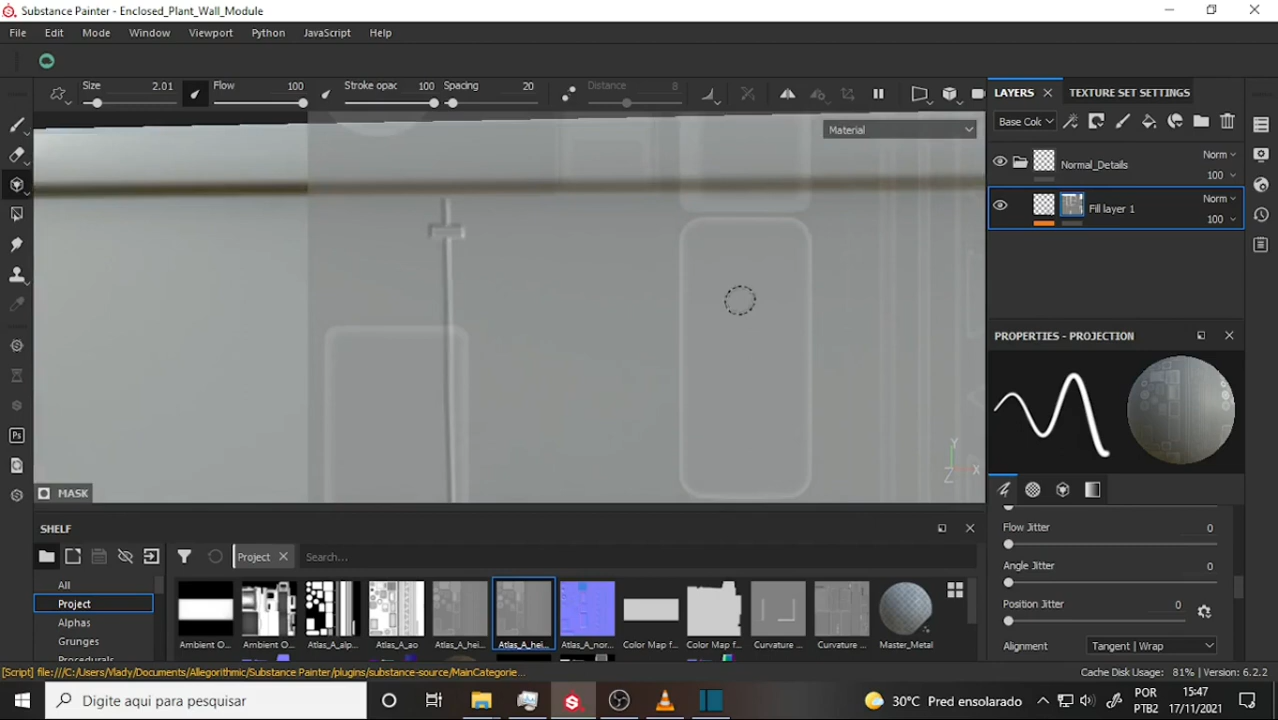 Substance Painter - Enclosed_Plant_Wall_Module
File Edit Mode Window Viewport Python JavaScript Help
Size 2.01 Flow 100 Stroke opac 100 Spacing 20 Distance 8
Material
LAYERS TEXTURE SET SETTINGS
Base Col
Normal_Details Norm 100
Fill layer 1 Norm 100
PROPERTIES - PROJECTION
Y
Z X
MASK
Flow Jitter 0
Angle Jitter 0
Position Jitter 0
Alignment Tangent | Wrap
SHELF
Project Search...
All
Project
Alphas
Grunges
Procedurals
Ambient O... Ambient O... Atlas_A_alp... Atlas_A_ao Atlas_A_hei... Atlas_A_hei... Atlas_A_nor... Color Map f... Color Map f... Curvature ... Curvature ... Master_Metal
[Script] file:///C:/Users/Vlady/Documents/Allegorithmic/Substance Painter/plugins/substance-source/MainCategorie...
Cache Disk Usage: 81% | Version: 6.2.2
Ps
Digite aqui para pesquisar
30°C Pred ensolarado
POR
PTB2
15:47
17/11/2021